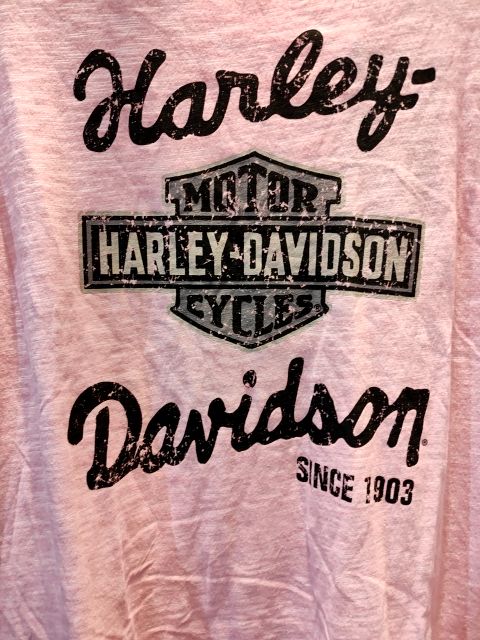 Harley-
MOTOR
HARLEY-DAVIDSON
CYCLES
Davidson®
SINCE 1903